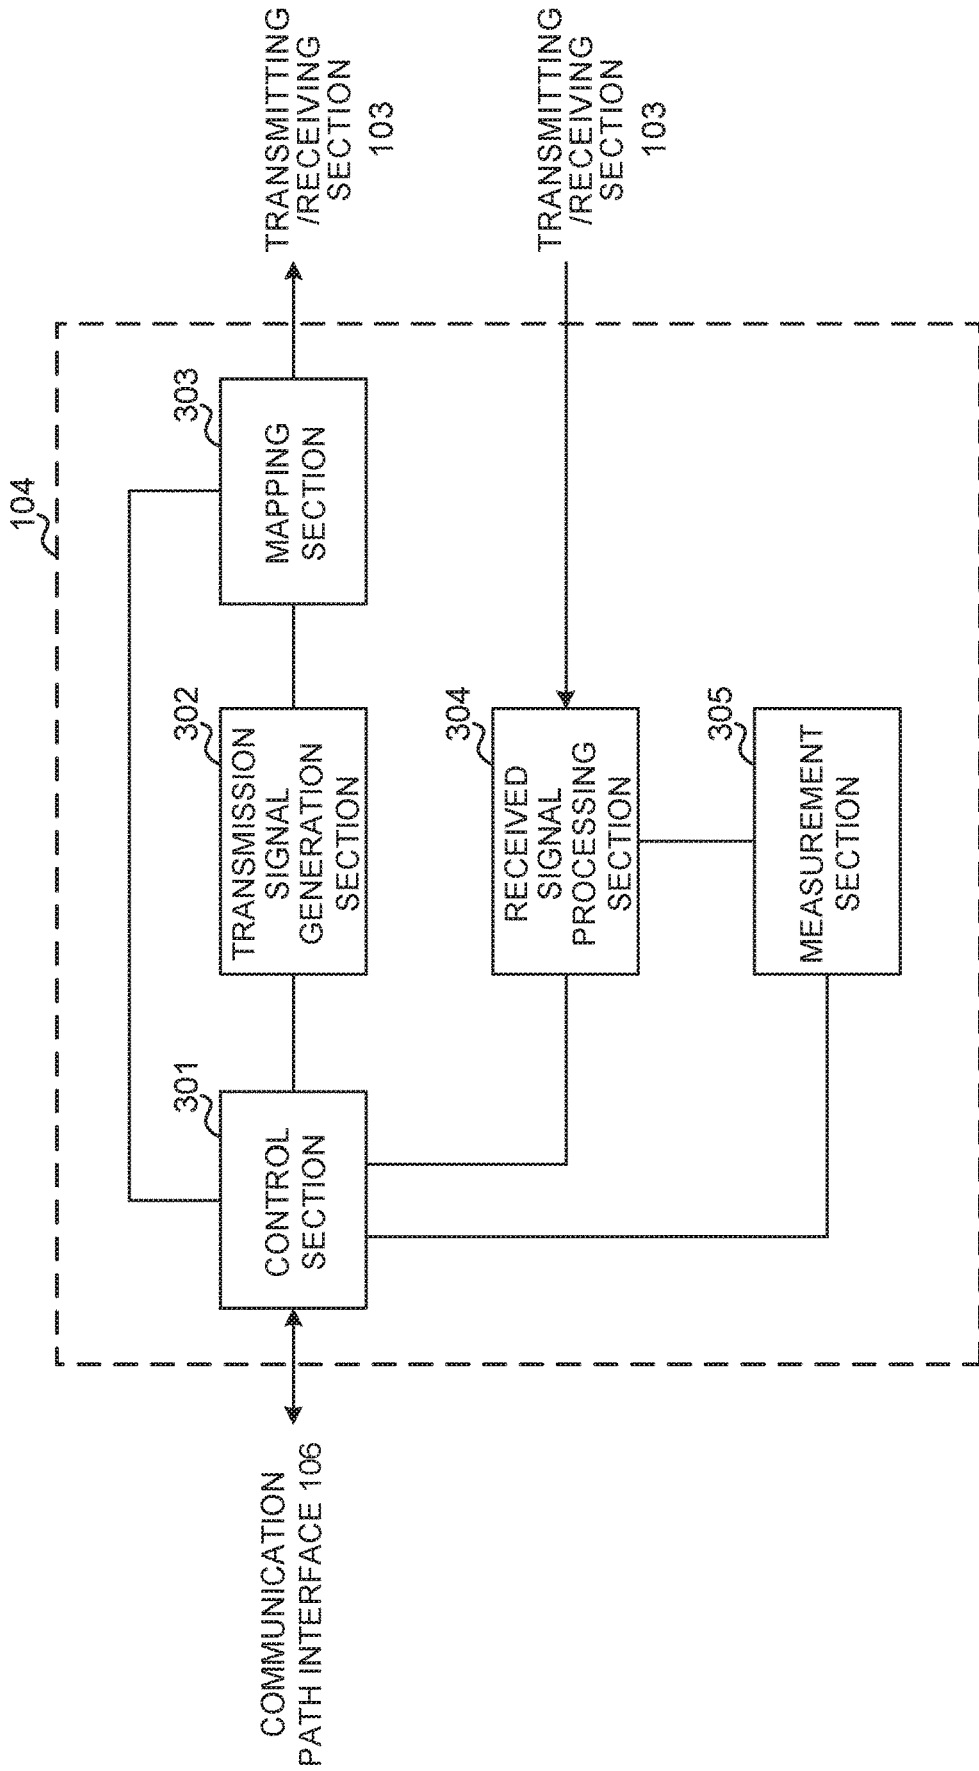 104
COMMUNICATION
PATH INTERFACE 106
301
CONTROL
SECTION
302
TRANSMISSION
SIGNAL
GENERATION
SECTION
303
MAPPING
SECTION
TRANSMITTING
/RECEIVING
SECTION
103
304
RECEIVED
SIGNAL
PROCESSING
SECTION
TRANSMITTING
/RECEIVING
SECTION
103
305
MEASUREMENT
SECTION